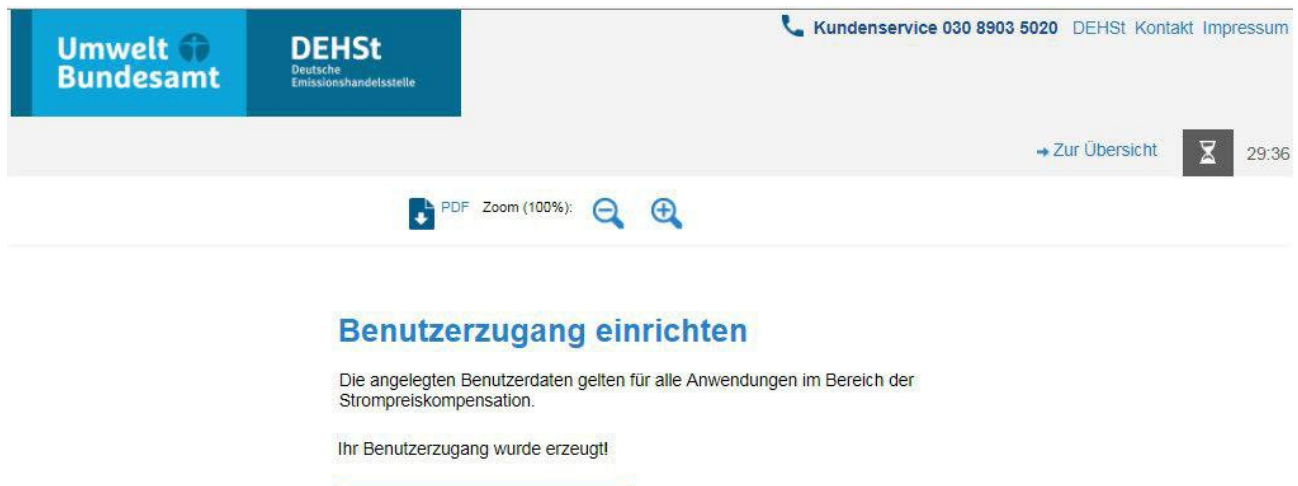 Kundenservice 030 8903 5020 DEHSt Kontakt Impressum
Umwelt
Bundesamt
DEHSt
Deutsche
Emissionshandelsstelle
Zur Übersicht 29:36
PDF Zoom (100%):
Benutzerzugang einrichten
Die angelegten Benutzerdaten gelten für alle Anwendungen im Bereich der
Strompreiskompensation.
Ihr Benutzerzugang wurde erzeugt!